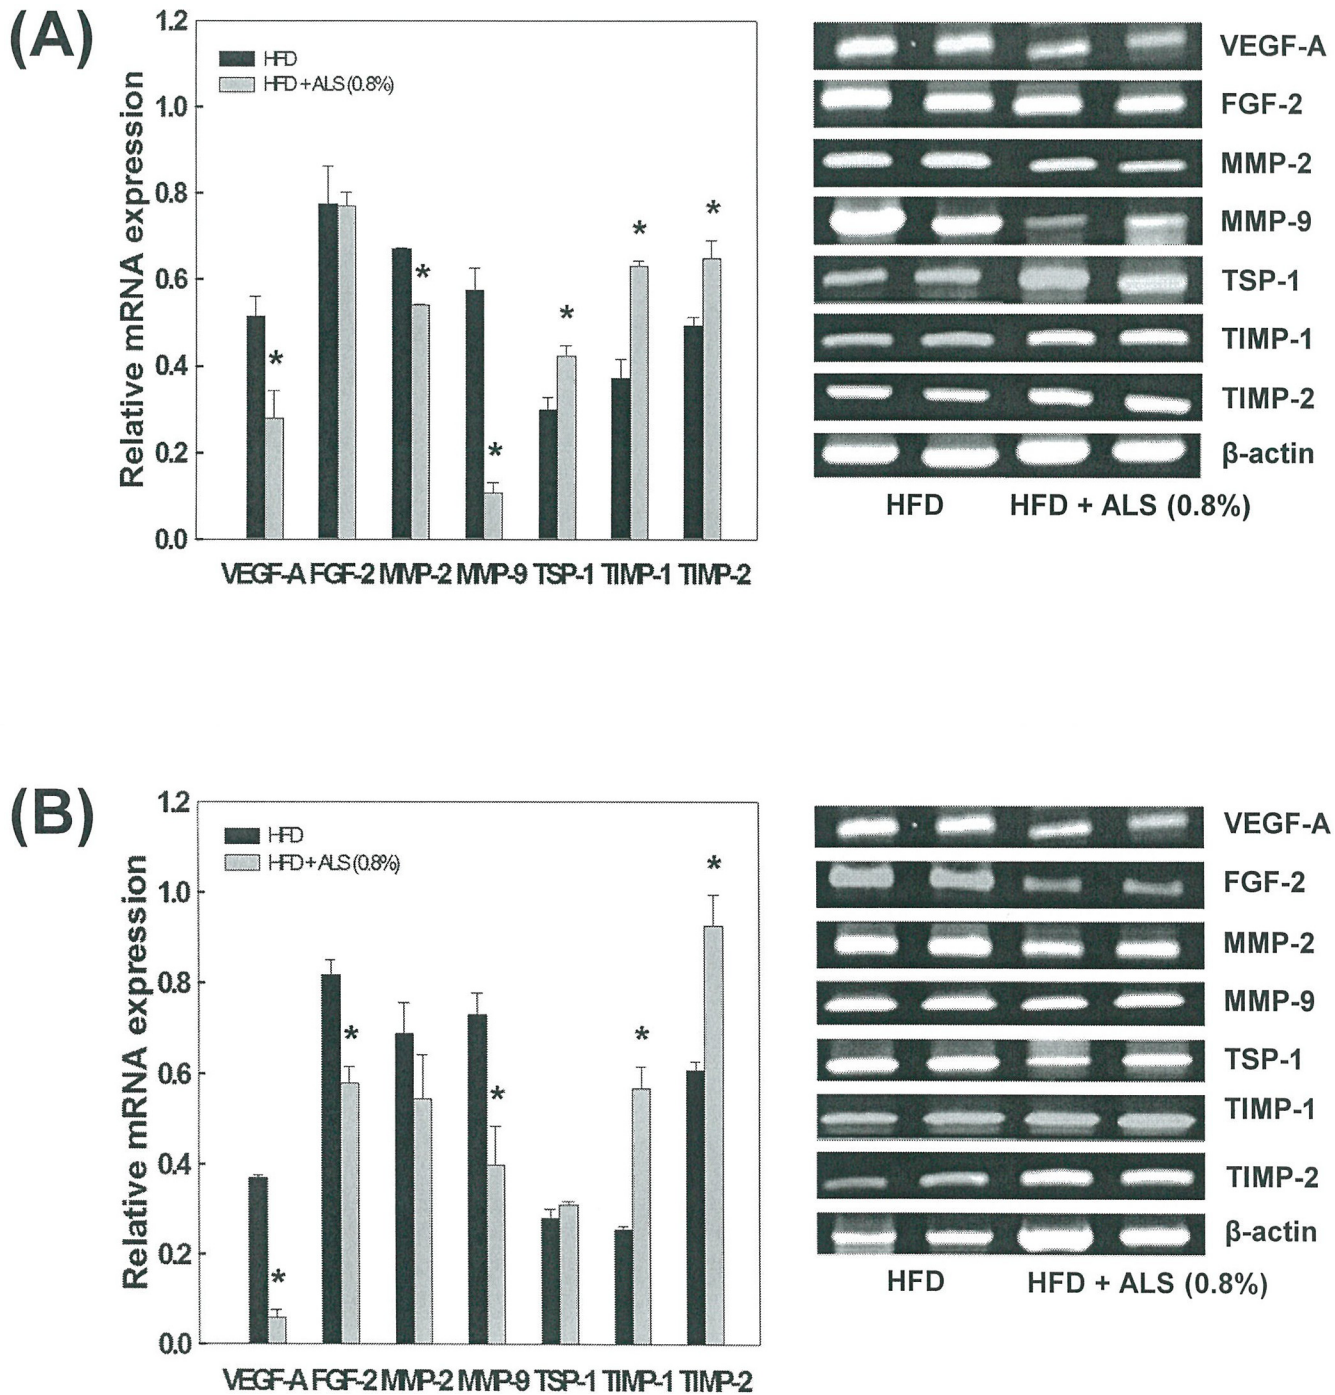 (A)
Relative mRNA expression
1.2
1.0
0.8
0.6
0.4
0.2
0.0
HFD
HFD + ALS (0.8%)
*
*
*
*
*
*
VEGF-A FGF-2 MMP-2 MMP-9 TSP-1 TIMP-1 TIMP-2
VEGF-A
FGF-2
MMP-2
MMP-9
TSP-1
TIMP-1
TIMP-2
β-actin
HFD HFD + ALS (0.8%)
(B)
Relative mRNA expression
1.2
1.0
0.8
0.6
0.4
0.2
0.0
HFD
HFD + ALS (0.8%)
*
*
*
*
*
VEGF-A FGF-2 MMP-2 MMP-9 TSP-1 TIMP-1 TIMP-2
VEGF-A
FGF-2
MMP-2
MMP-9
TSP-1
TIMP-1
TIMP-2
β-actin
HFD HFD + ALS (0.8%)